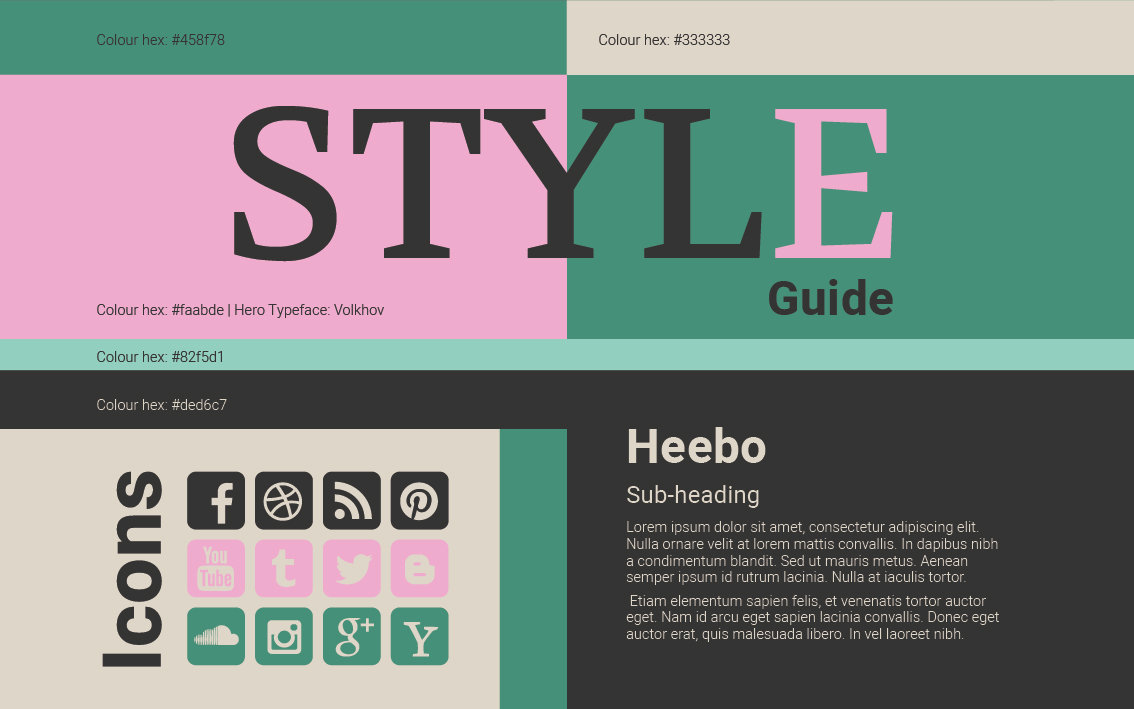 Colour hex: #458f78
Colour hex: #333333
STYLE
Guide
Colour hex: #faabde | Hero Typeface: Volkhov
Colour hex: #82f5d1
Colour hex: #ded6c7
Icons
f
You
Tube
t
g+
Y
Heebo
Sub-heading
Lorem ipsum dolor sit amet, consectetur adipiscing elit.
Nulla ornare velit at lorem mattis convallis. In dapibus nibh
a condimentum blandit. Sed ut mauris metus. Aenean
semper ipsum id rutrum lacinia. Nulla at iaculis tortor.
Etiam elementum sapien felis, et venenatis tortor auctor
eget. Nam id arcu eget sapien lacinia convallis. Donec eget
auctor erat, quis malesuada libero. In vel laoreet nibh.